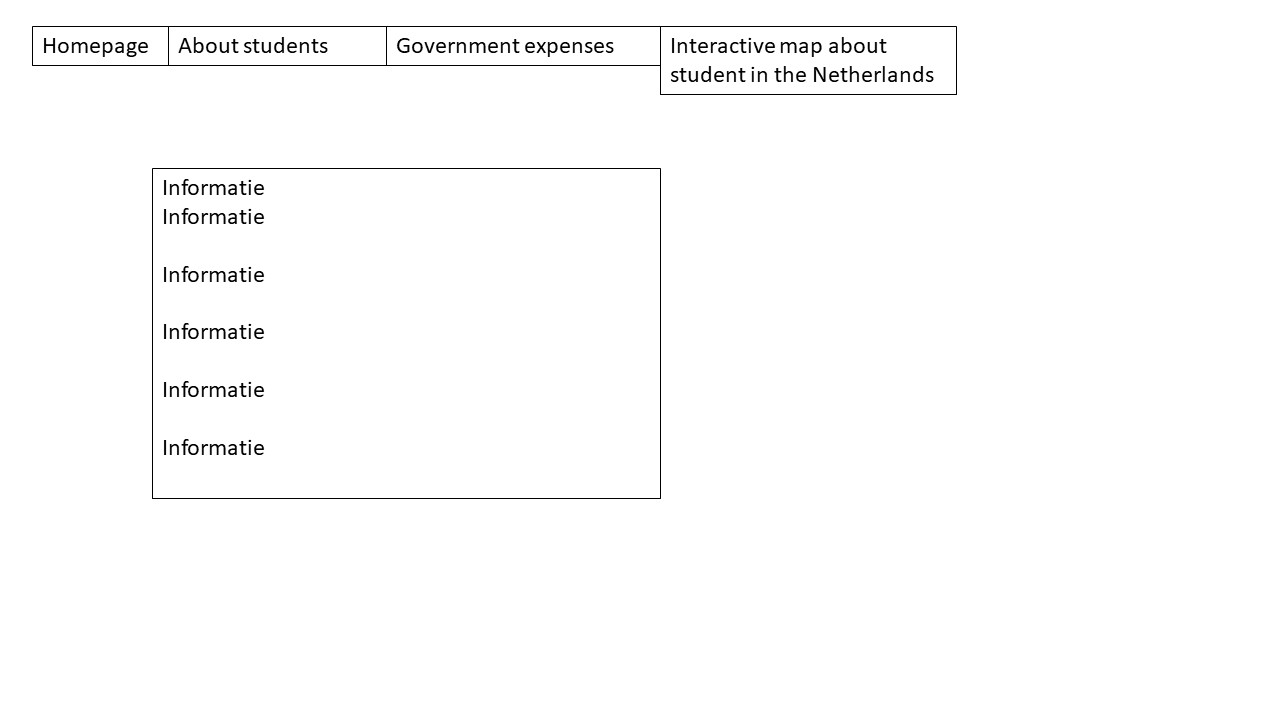 Homepage
About students
Government expenses
Interactive map about
student in the Netherlands
Informatie
Informatie
Informatie
Informatie
Informatie
Informatie